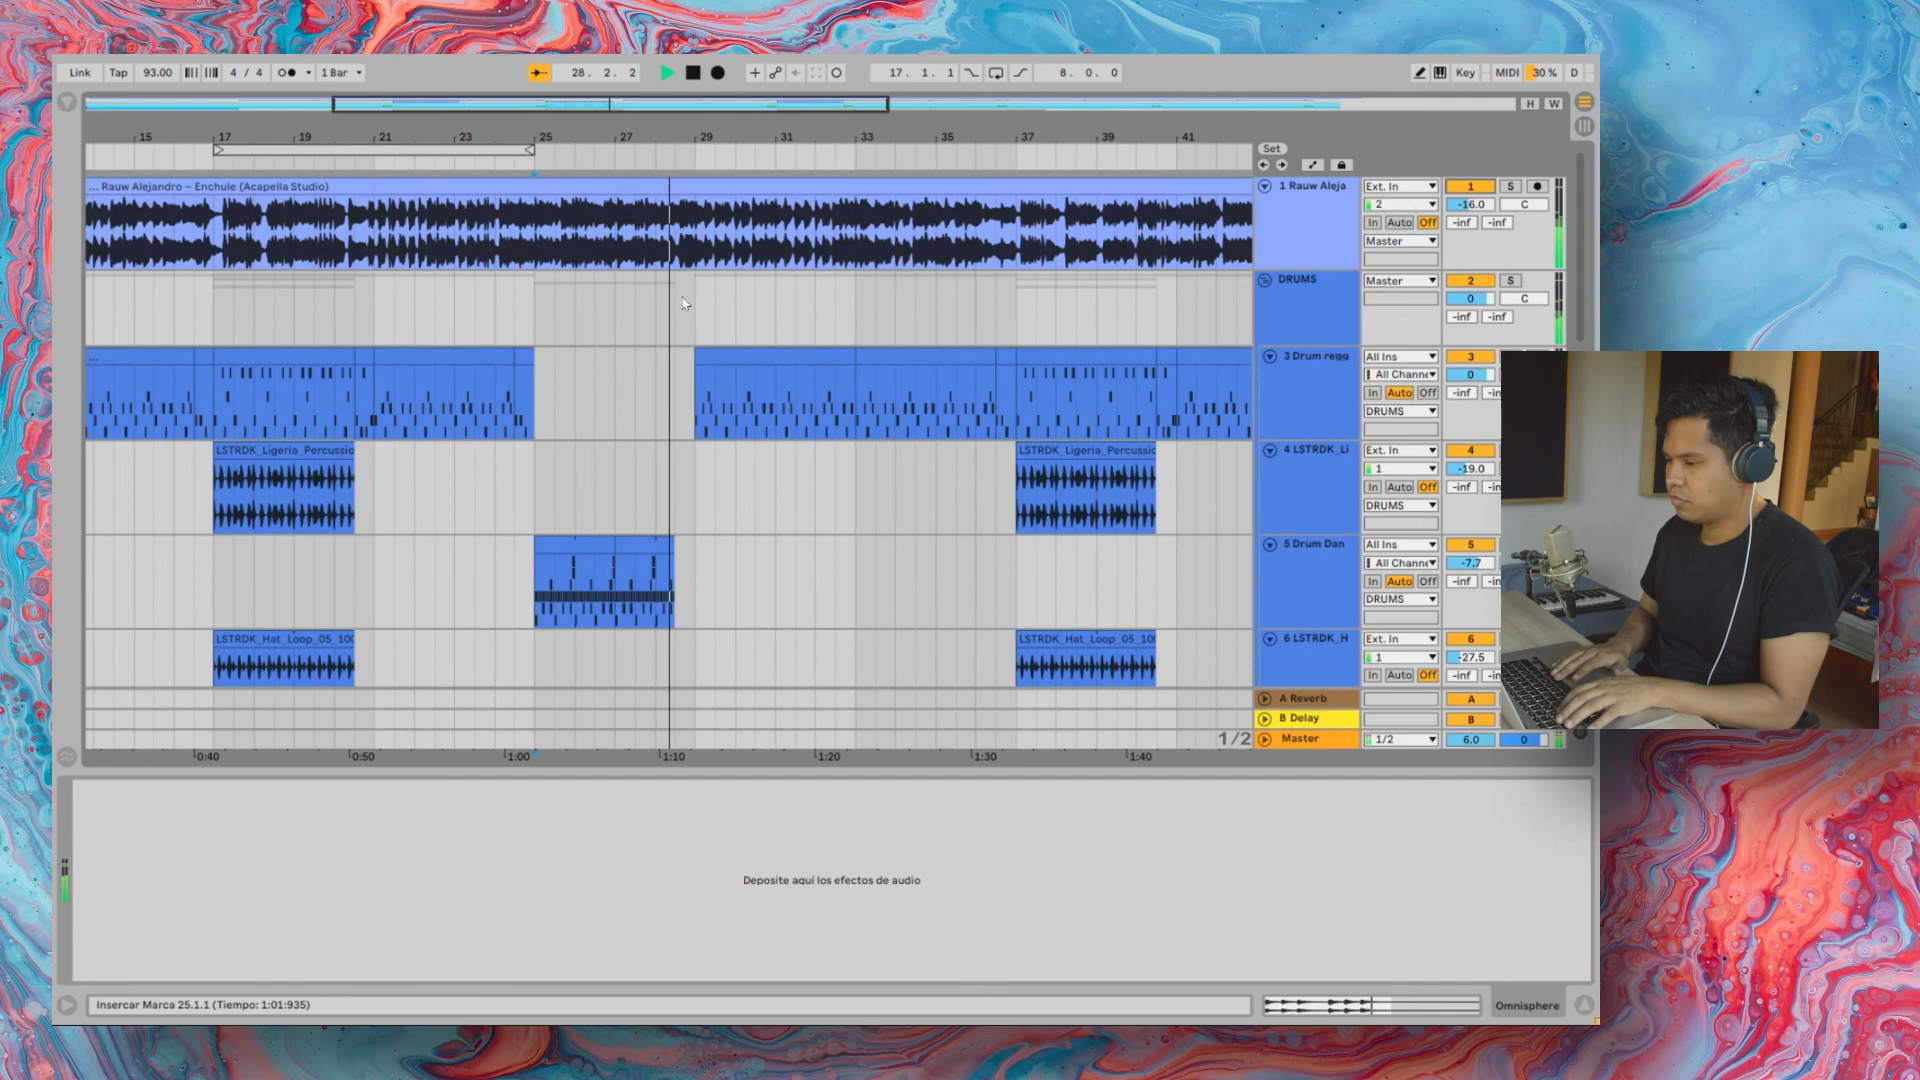 Link Tap 93.00 4 / 4 1 Bar 28. 2. 2 17. 1. 1 8. 0. 0 Key MIDI 30 % D
H W
15 17 19 21 23 25 27 29 31 33 35 37 39 41
Set
... Rauw Alejandro – Enchule (Acapella Studio)
1 Rauw Aleja Ext. In 1 S
2 -16.0 C
In Auto Off -inf -inf
Master
DRUMS Master 2 S
0 C
-inf -inf
...
3 Drum regg All Ins 3
All Channe 0
In Auto Off -inf
DRUMS
LSTRDK_Ligeria_Percussio LSTRDK_Ligeria_Percussic 4 LSTRDK_Li Ext. In 4
1 -19.0
In Auto Off -inf
DRUMS
5 Drum Dan All Ins 5
All Channe -7.7
In Auto Off -inf
DRUMS
LSTRDK_Hat_Loop_05_100 LSTRDK_Hat_Loop_05_10 6 LSTRDK_H Ext. In 6
1 -27.5
In Auto Off -inf
A Reverb A
B Delay B
1/2 Master 1/2 6.0 0
0:40 0:50 1:00 1:10 1:20 1:30 1:40
Deposite aquí los efectos de audio
Insercar Marca 25.1.1 (Tiempo: 1:01:935) Omnisphere